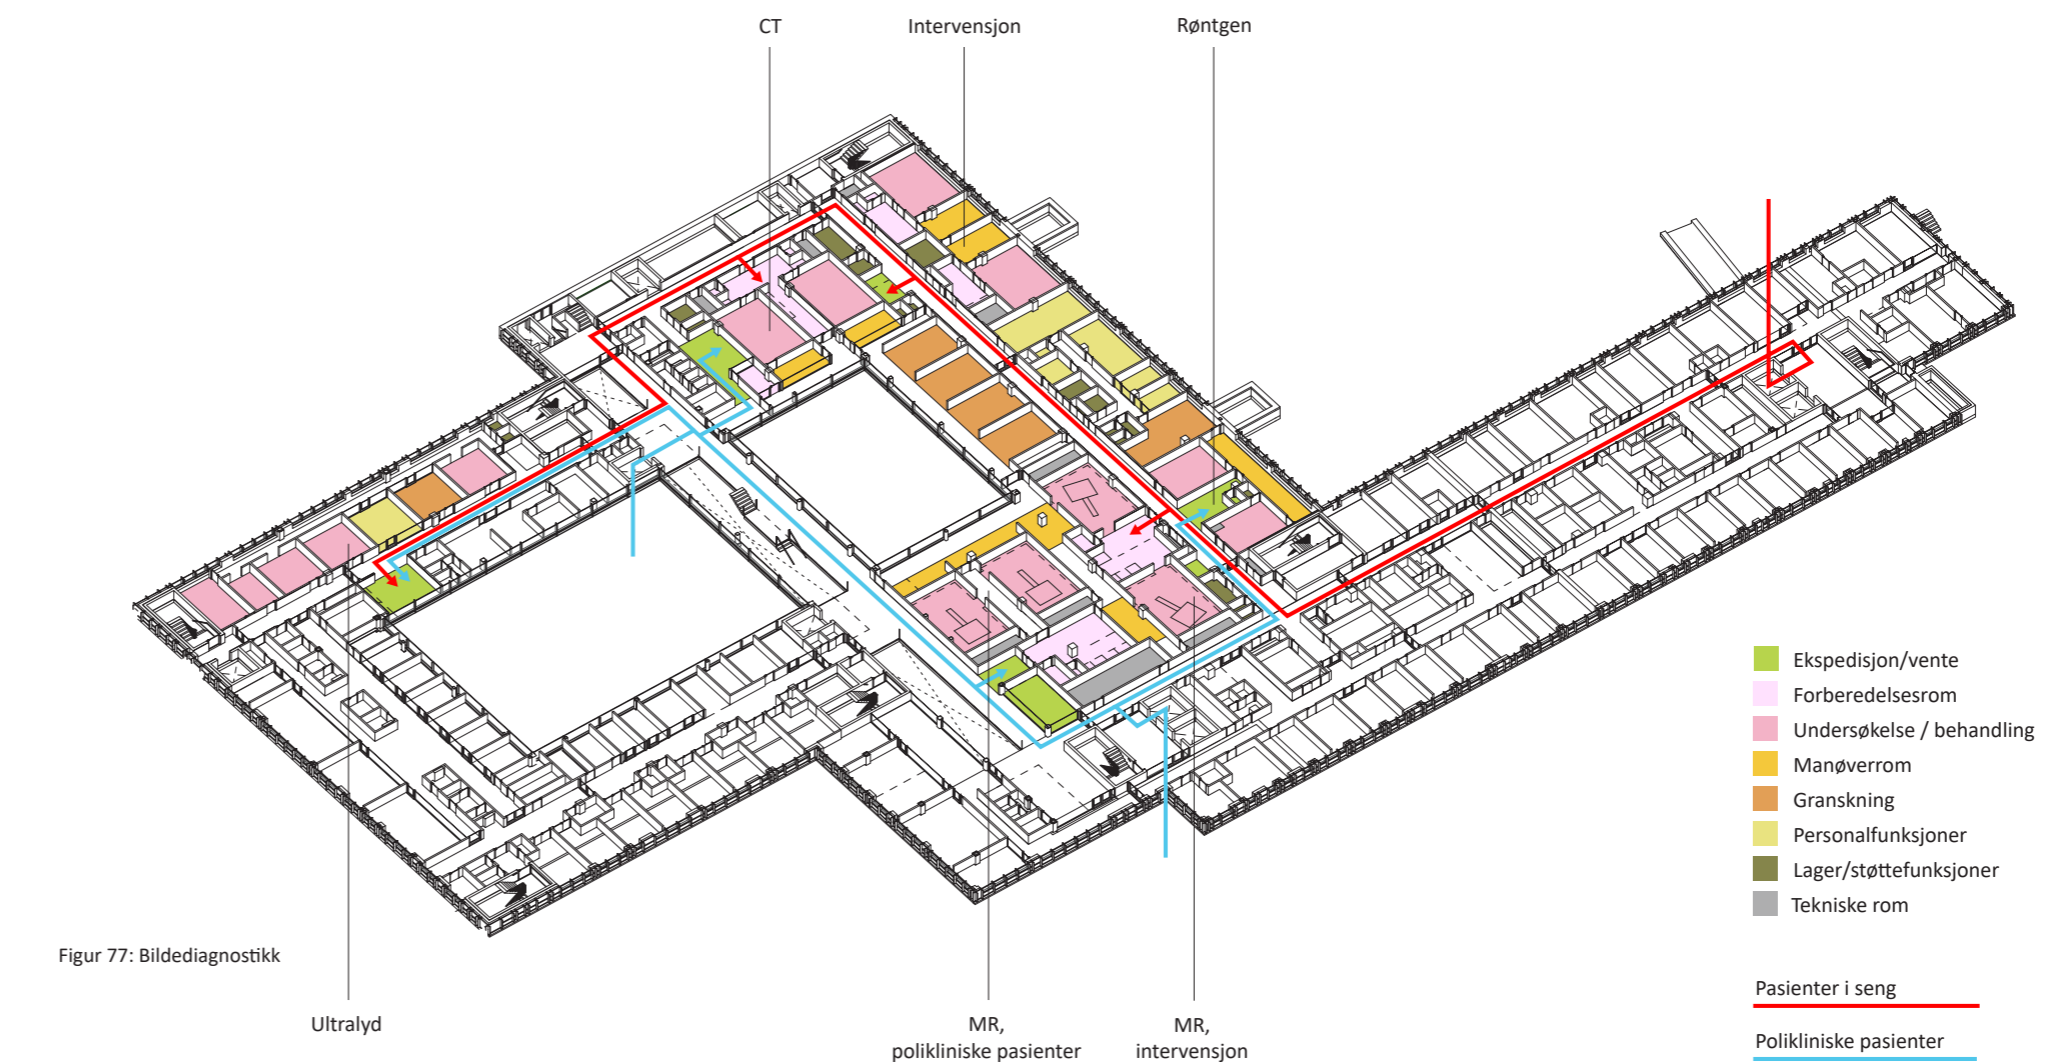 CT
Intervensjon
Røntgen
Ekspedisjon/vente
Forberedelsesrom
Undersøkelse / behandling
Manøverrom
Granskning
Personalfunksjoner
Lager/støttefunksjoner
Tekniske rom
Figur 77: Bildediagnostikk
Pasienter i seng
Polikliniske pasienter
Ultralyd
MR,
polikliniske pasienter
MR,
intervensjon